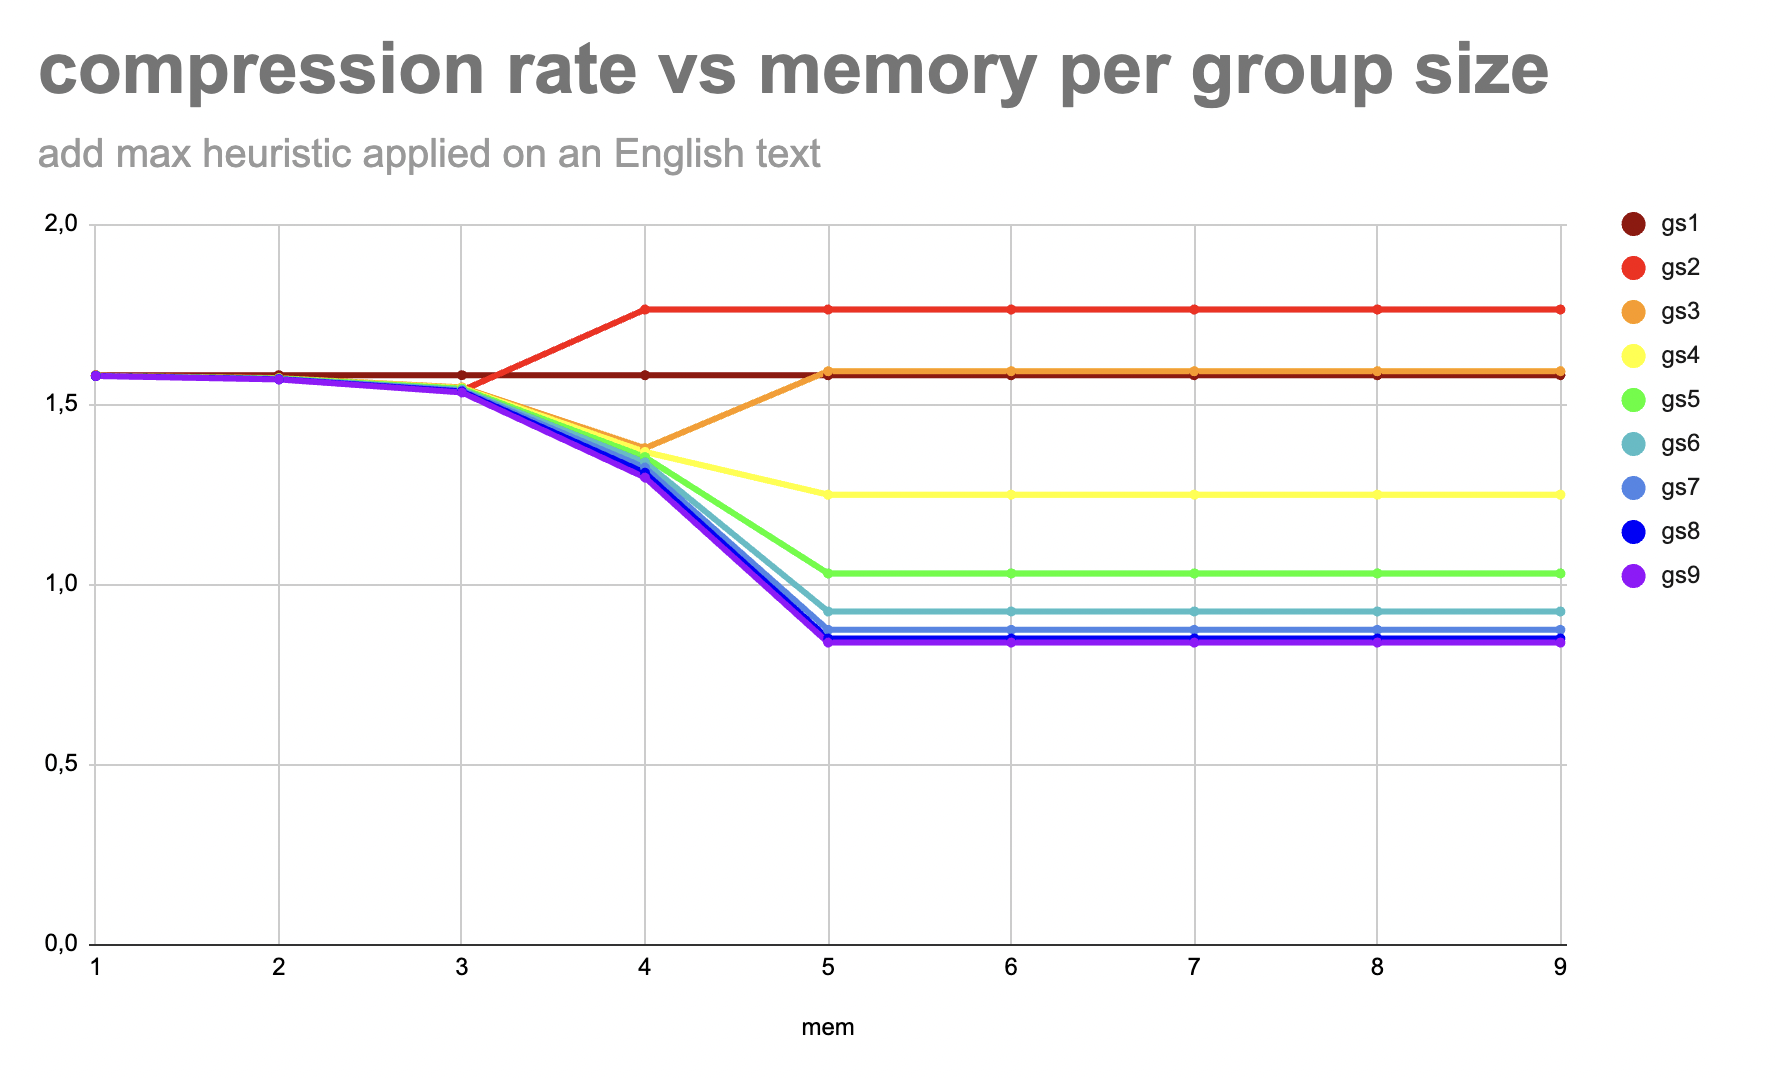 compression rate vs memory per group size
add max heuristic applied on an English text
2,0
1,5
1,0
0,5
0,0
1 2 3 4 5 6 7 8 9
mem
gs1
gs2
gs3
gs4
gs5
gs6
gs7
gs8
gs9